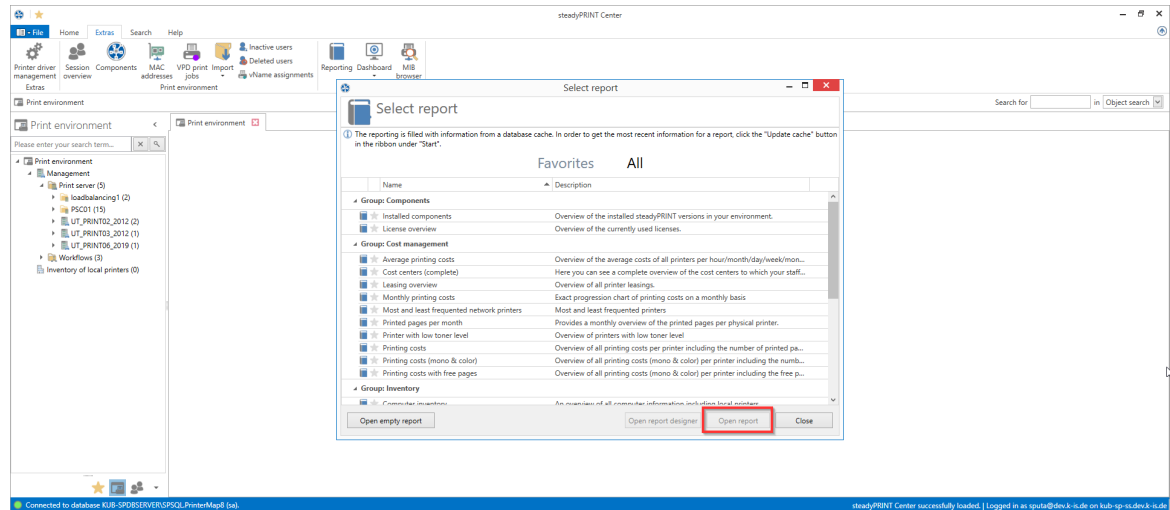 steadyPRINT Center
File Home Extras Search Help
Printer driver management
Session overview
Components
MAC addresses
VPD print jobs
Import
Inactive users
Deleted users
vName assignments
Reporting
Dashboard
MIB browser
Extras
Print environment
Print environment
Search for in Object search
Print environment
Print environment
Please enter your search term...
Print environment
Management
Print server (5)
loadbalancing1 (2)
PSC01 (15)
UT_PRINT02_2012 (2)
UT_PRINT03_2012 (1)
UT_PRINT06_2019 (1)
Workflows (3)
Inventory of local printers (0)
Select report
Select report
The reporting is filled with information from a database cache. In order to get the most recent information for a report, click the "Update cache" button
in the ribbon under "Start".
Favorites All
Name Description
Group: Components
Installed components Overview of the installed steadyPRINT versions in your environment.
License overview Overview of the currently used licenses.
Group: Cost management
Average printing costs Overview of the average costs of all printers per hour/month/day/week/mon...
Cost centers (complete) Here you can see a complete overview of the cost centers to which your staff...
Leasing overview Overview of all printer leasings.
Monthly printing costs Exact progression chart of printing costs on a monthly basis
Most and least frequented network printers Most and least frequented printers
Printed pages per month Provides a monthly overview of the printed pages per physical printer.
Printer with low toner level Overview of printers with low toner level
Printing costs Overview of all printing costs per printer including the number of printed pa...
Printing costs (mono & color) Overview of all printing costs (mono & color) per printer including the numb...
Printing costs with free pages Overview of all printing costs (mono & color) per printer including the free p...
Group: Inventory
Computer inventory An overview of all computer information including local printers
Open empty report Open report designer Open report Close
Connected to database KUB-SPDBSERVER\SPSQL.PrinterMap8 (sa).
steadyPRINT Center successfully loaded. | Logged in as sputa@dev.k-is.de on kub-sp-ss.dev.k-is.de